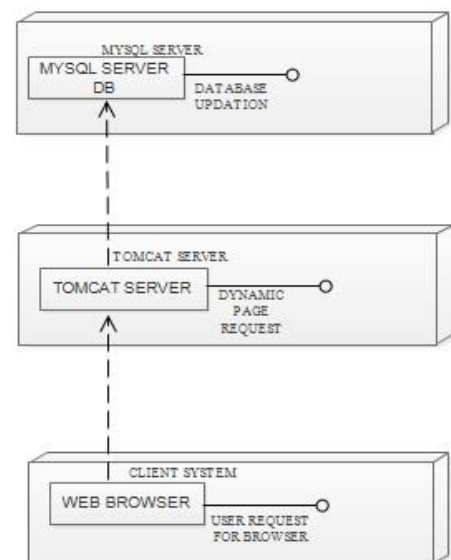 MYSQL SERVER
MYSQL SERVER
DB
DATABASE
UPDATION
TOMCAT SERVER
TOMCAT SERVER
DYNAMIC
PAGE
REQUEST
CLIENT SYSTEM
WEB BROWSER
USER REQUEST
FOR BROWSER